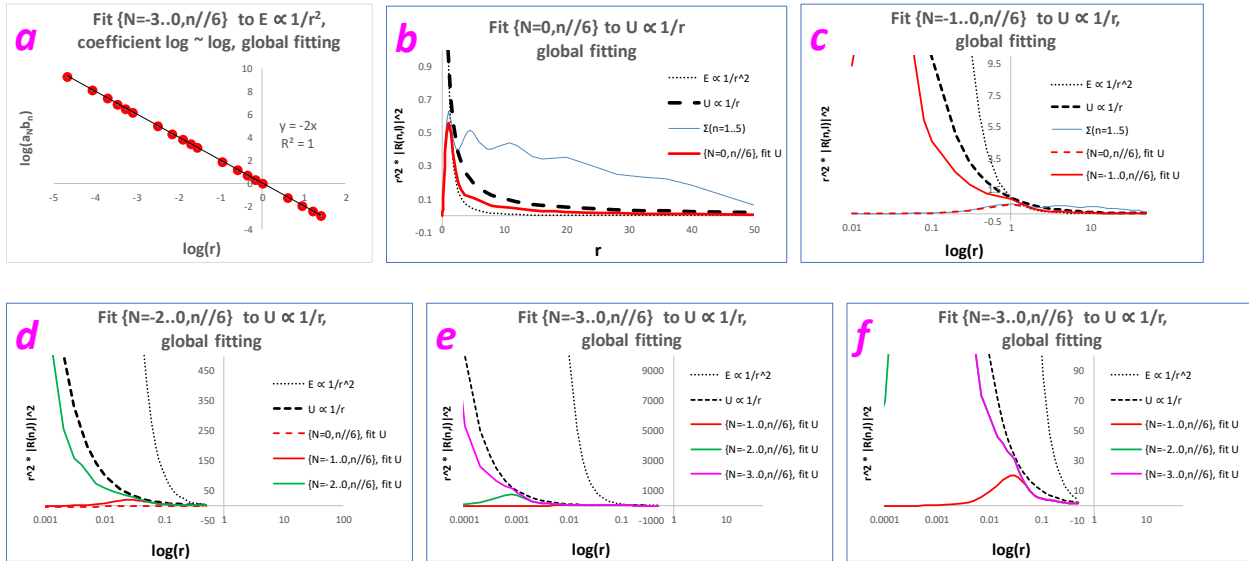 a
Fit {N=-3..0,n//6} to E ∝ 1/r²,
coefficient log ~ log, global fitting
10
8
6
4
2
0
-2
-4
-5
-4
-3
-2
-1
0
1
2
y = -2x
R² = 1
log(aₙbₙ)
log(r)
b
Fit {N=0,n//6} to U ∝ 1/r
global fitting
0.9
0.7
0.5
0.3
0.1
-0.1
0
10
20
30
40
50
E ∝ 1/r^2
U ∝ 1/r
Σ(n=1..5)
{N=0,n//6}, fit U
r^2 * |R(n,l)|^2
r
c
Fit {N=-1..0,n//6} to U ∝ 1/r,
global fitting
9.5
7.5
5.5
3.5
1.5
-0.5
0.01
0.1
1
10
E ∝ 1/r^2
U ∝ 1/r
Σ(n=1..5)
{N=0,n//6}, fit U
{N=-1..0,n//6}, fit U
r^2 * |R(n,l)|^2
log(r)
d
Fit {N=-2..0,n//6} to U ∝ 1/r,
global fitting
450
350
250
150
50
-50
0.001
0.01
0.1
1
10
100
E ∝ 1/r^2
U ∝ 1/r
{N=0,n//6}, fit U
{N=-1..0,n//6}, fit U
{N=-2..0,n//6}, fit U
r^2 * |R(n,l)|^2
log(r)
e
Fit {N=-3..0,n//6} to U ∝ 1/r,
global fitting
9000
7000
5000
3000
1000
-1000
0.0001
0.001
0.01
0.1
1
10
E ∝ 1/r^2
U ∝ 1/r
{N=-1..0,n//6}, fit U
{N=-2..0,n//6}, fit U
{N=-3..0,n//6}, fit U
r^2 * |R(n,l)|^2
log(r)
f
Fit {N=-3..0,n//6} to U ∝ 1/r,
global fitting
90
70
50
30
10
-10
0.0001
0.001
0.01
0.1
1
10
E ∝ 1/r^2
U ∝ 1/r
{N=-1..0,n//6}, fit U
{N=-2..0,n//6}, fit U
{N=-3..0,n//6}, fit U
r^2 * |R(n,l)|^2
log(r)